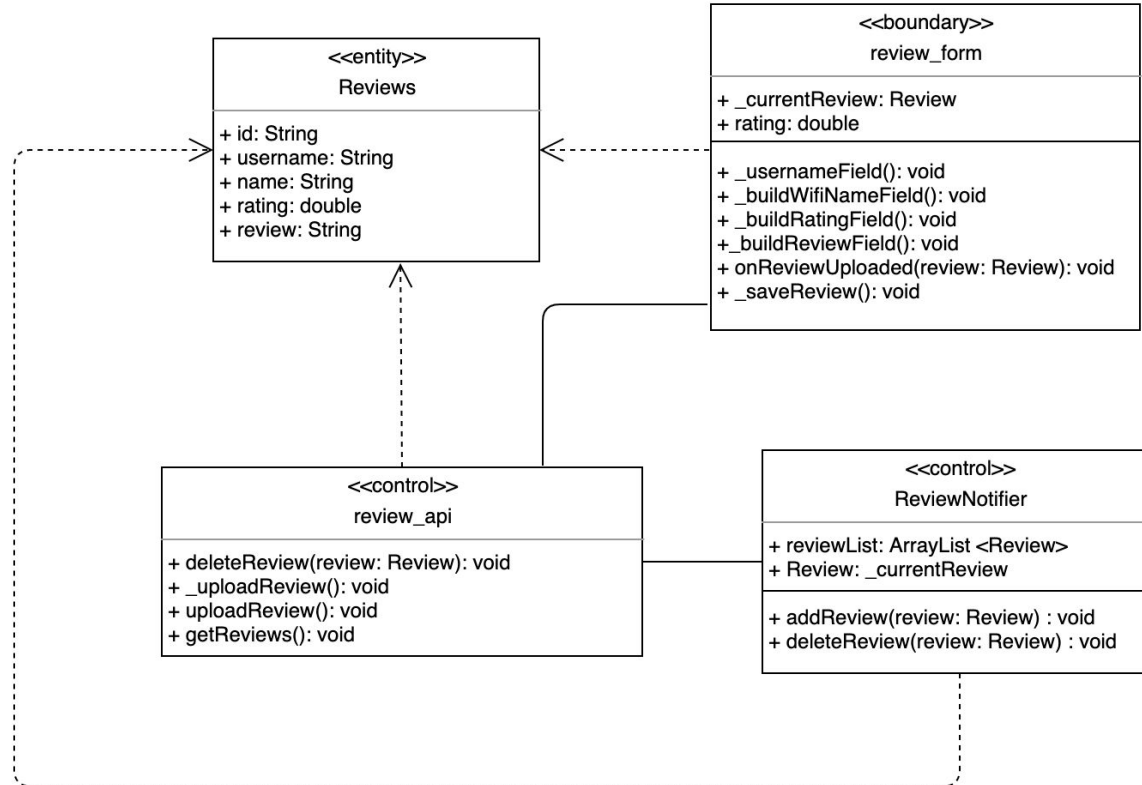 <<entity>>
Reviews
+ id: String
+ username: String
+ name: String
+ rating: double
+ review: String
<<boundary>>
review_form
+ _currentReview: Review
+ rating: double
+ _usernameField(): void
+ _buildWifiNameField(): void
+ _buildRatingField(): void
+_buildReviewField(): void
+ onReviewUploaded(review: Review): void
+ _saveReview(): void
<<control>>
review_api
+ deleteReview(review: Review): void
+ _uploadReview(): void
+ uploadReview(): void
+ getReviews(): void
<<control>>
ReviewNotifier
+ reviewList: ArrayList <Review>
+ Review: _currentReview
+ addReview(review: Review) : void
+ deleteReview(review: Review) : void